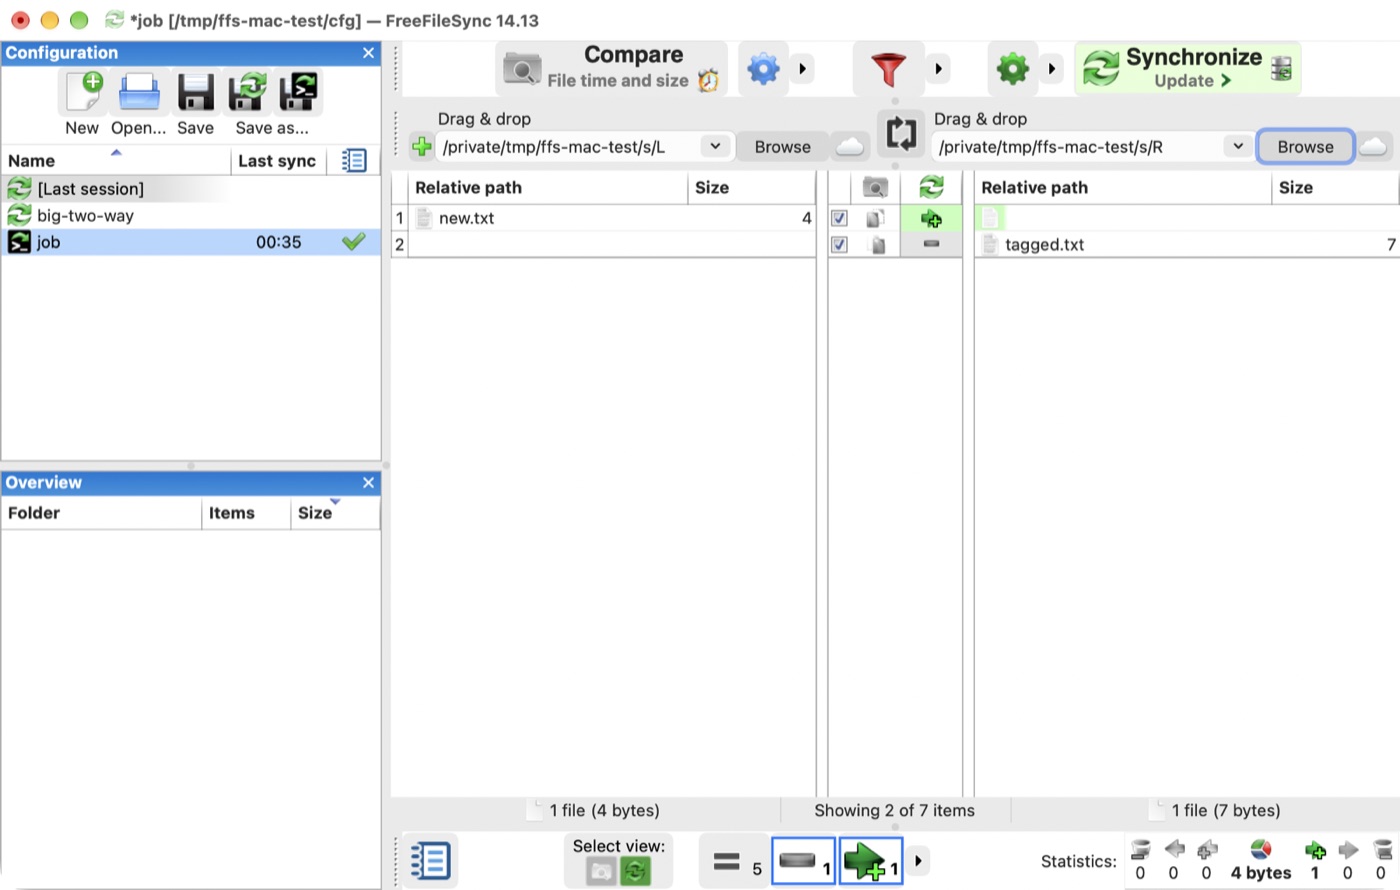 *job [/tmp/ffs-mac-test/cfg] — FreeFileSync 14.13
Configuration
New Open... Save Save as...
Name Last sync
[Last session]
big-two-way
job 00:35
Overview
Folder Items Size
Compare
File time and size
Synchronize
Update
Drag & drop
/private/tmp/ffs-mac-test/s/L Browse
Drag & drop
/private/tmp/ffs-mac-test/s/R Browse
Relative path Size
1 new.txt 4
2
Relative path Size
tagged.txt 7
1 file (4 bytes) Showing 2 of 7 items 1 file (7 bytes)
Select view:
5 1 1
Statistics: 0 0 0 4 bytes 1 0 0